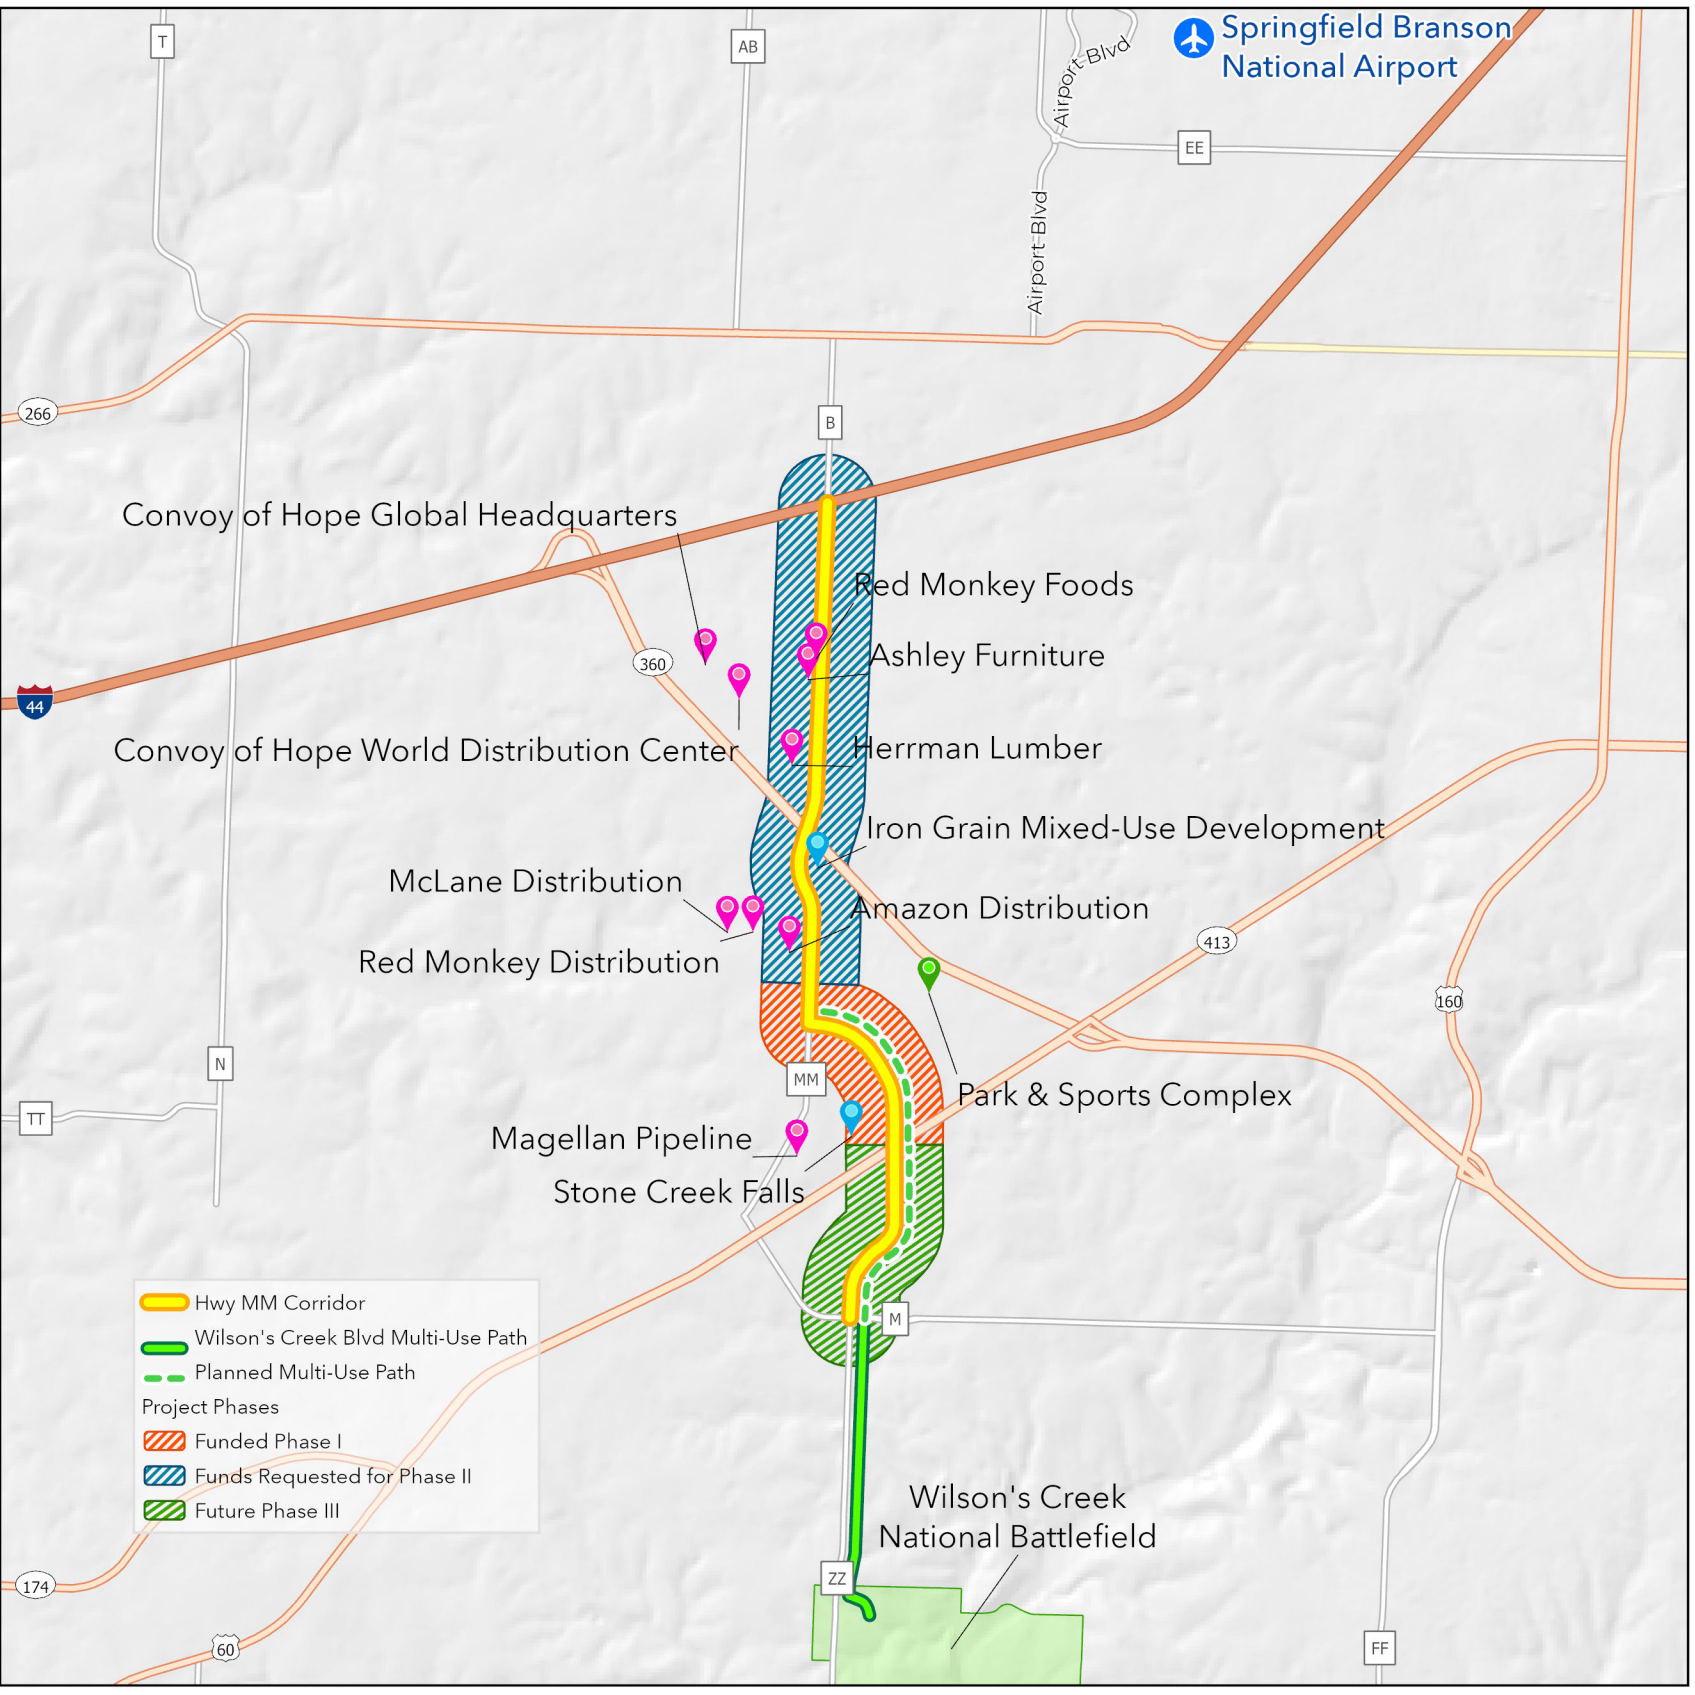 T
AB
Airport Blvd
Springfield Branson
National Airport
EE
Airport Blvd
266
B
Convoy of Hope Global Headquarters
Red Monkey Foods
Ashley Furniture
360
44
Convoy of Hope World Distribution Center
Herrman Lumber
Iron Grain Mixed-Use Development
McLane Distribution
Amazon Distribution
413
Red Monkey Distribution
160
N
MM
Park & Sports Complex
TT
Magellan Pipeline
Stone Creek Falls
M
Hwy MM Corridor
Wilson's Creek Blvd Multi-Use Path
Planned Multi-Use Path
Project Phases
Funded Phase I
Funds Requested for Phase II
Future Phase III
Wilson's Creek
National Battlefield
ZZ
174
60
FF